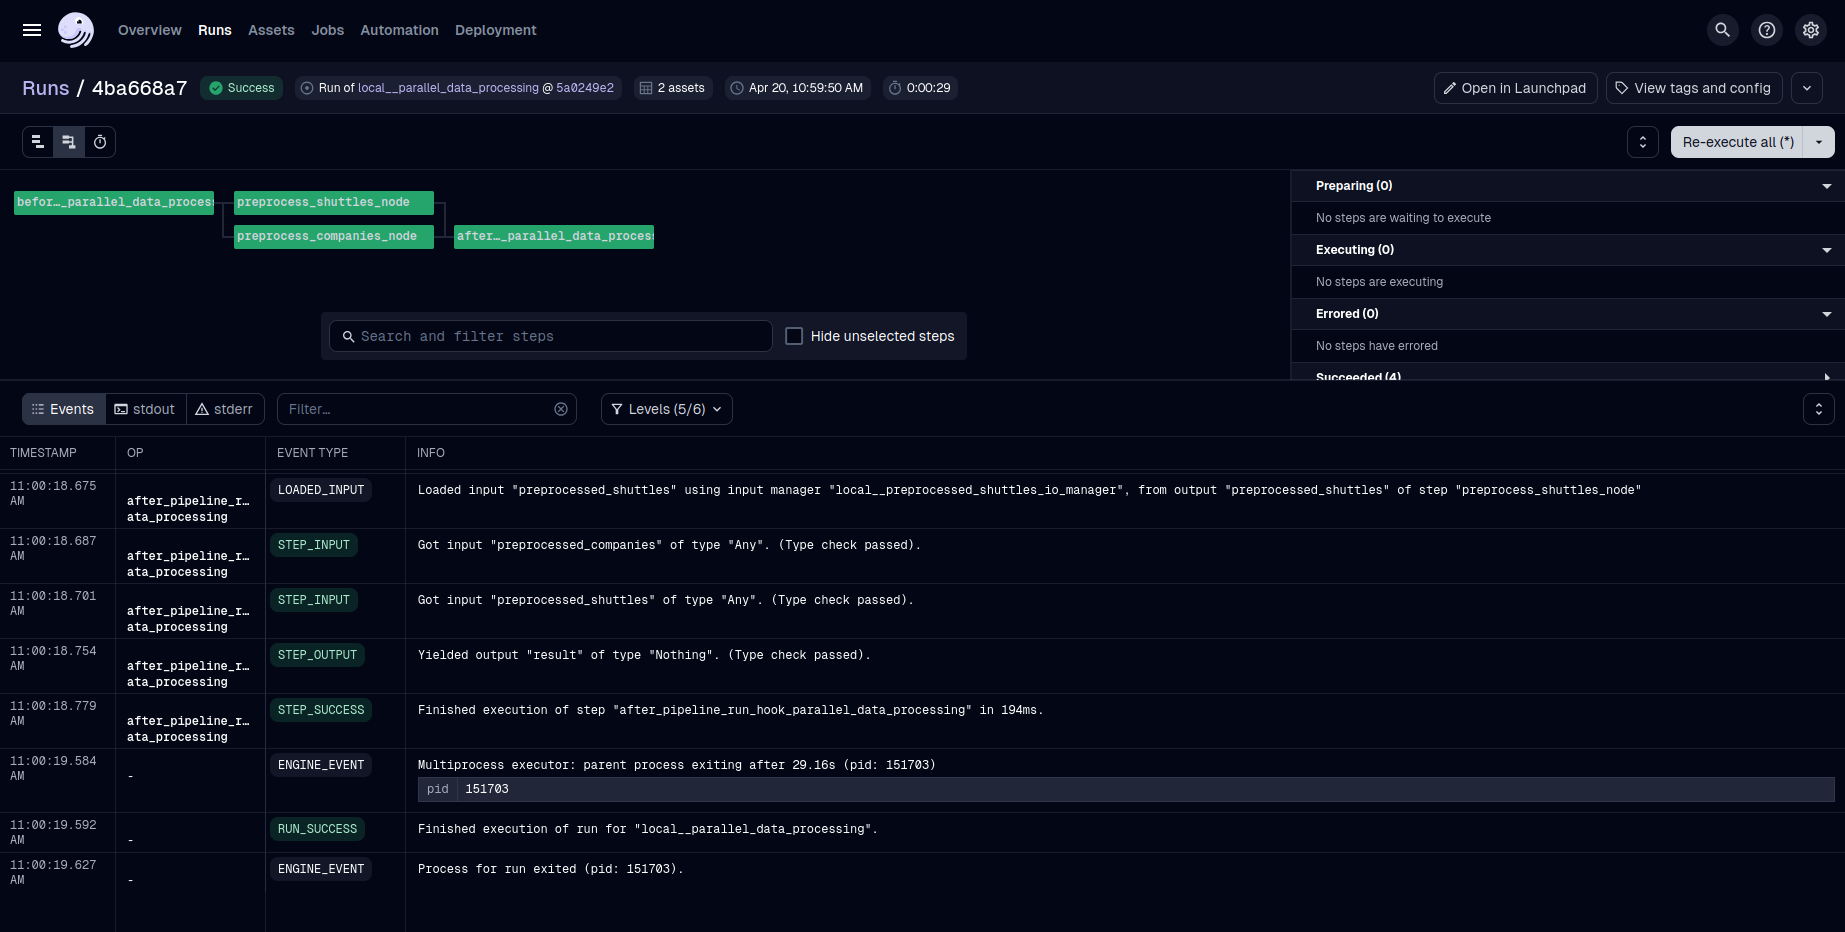 Overview Runs Assets Jobs Automation Deployment
Runs / 4ba668a7 Success Run of local__parallel_data_processing @ 5a0249e2 2 assets Apr 20, 10:59:50 AM 0:00:29 Open in Launchpad View tags and config
Re-execute all (*)
befor…_parallel_data_process preprocess_shuttles_node
preprocess_companies_node after…_parallel_data_process
Search and filter steps Hide unselected steps
Preparing (0)
No steps are waiting to execute
Executing (0)
No steps are executing
Errored (0)
No steps have errored
Succeeded (4)
Events stdout stderr Filter… Levels (5/6)
TIMESTAMP OP EVENT TYPE INFO
11:00:18.675 AM after_pipeline_r…ata_processing LOADED_INPUT Loaded input "preprocessed_shuttles" using input manager "local__preprocessed_shuttles_io_manager", from output "preprocessed_shuttles" of step "preprocess_shuttles_node"
11:00:18.687 AM after_pipeline_r…ata_processing STEP_INPUT Got input "preprocessed_companies" of type "Any". (Type check passed).
11:00:18.701 AM after_pipeline_r…ata_processing STEP_INPUT Got input "preprocessed_shuttles" of type "Any". (Type check passed).
11:00:18.754 AM after_pipeline_r…ata_processing STEP_OUTPUT Yielded output "result" of type "Nothing". (Type check passed).
11:00:18.779 AM after_pipeline_r…ata_processing STEP_SUCCESS Finished execution of step "after_pipeline_run_hook_parallel_data_processing" in 194ms.
11:00:19.584 AM - ENGINE_EVENT Multiprocess executor: parent process exiting after 29.16s (pid: 151703)
pid 151703
11:00:19.592 AM - RUN_SUCCESS Finished execution of run for "local__parallel_data_processing".
11:00:19.627 AM - ENGINE_EVENT Process for run exited (pid: 151703).